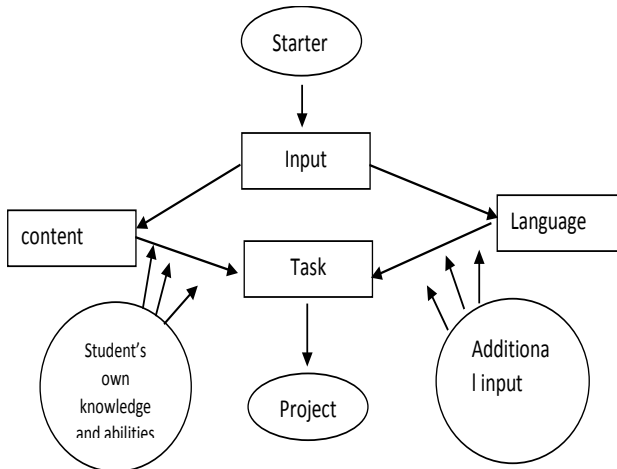 Starter
Input
content
Language
Task
Student’s
own
knowledge
and abilities
Additiona
l input
Project